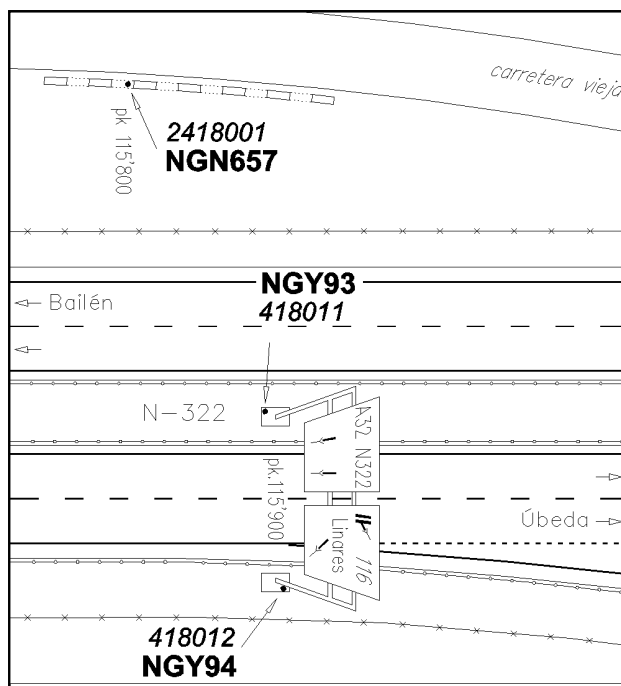 carretera vieja
pk 115'800
2418001
NGN657
NGY93
418011
Bailén
N-322
A32 N322
pk.115'900
116
Linares
Úbeda
418012
NGY94